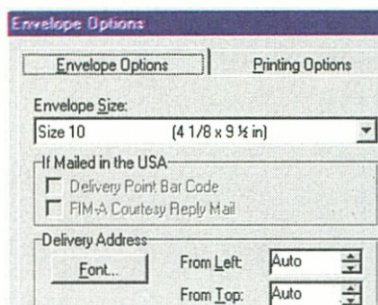 Envelope Options
Envelope Options Printing Options
Envelope Size:
Size 10 (4 1/8 x 9 ½ in)
If Mailed in the USA
Delivery Point Bar Code
FIM-A Courtesy Reply Mail
Delivery Address
Font... From Left: Auto
From Top: Auto